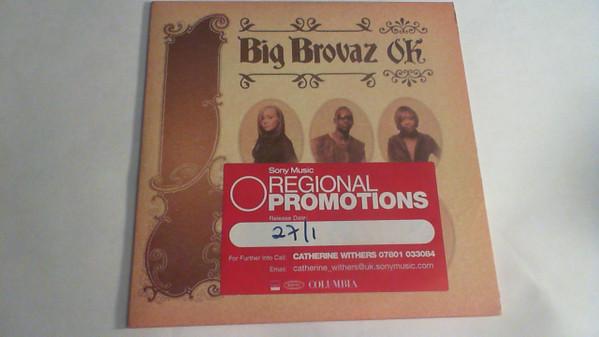 Big Brovaz OK
Sony Music
REGIONAL
PROMOTIONS
Release Date:
27/1
For Further Info Call: CATHERINE WITHERS 07801 033084
Email: catherine_withers@uk.sonymusic.com
epic COLUMBIA